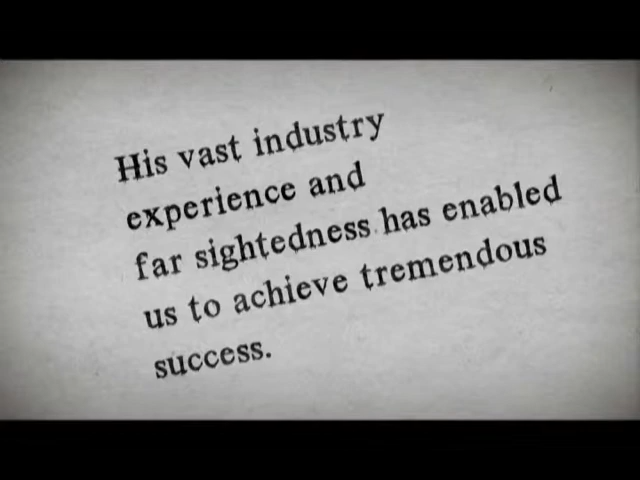 His vast industry
experience and
far sightedness has enabled
us to achieve tremendous
success.